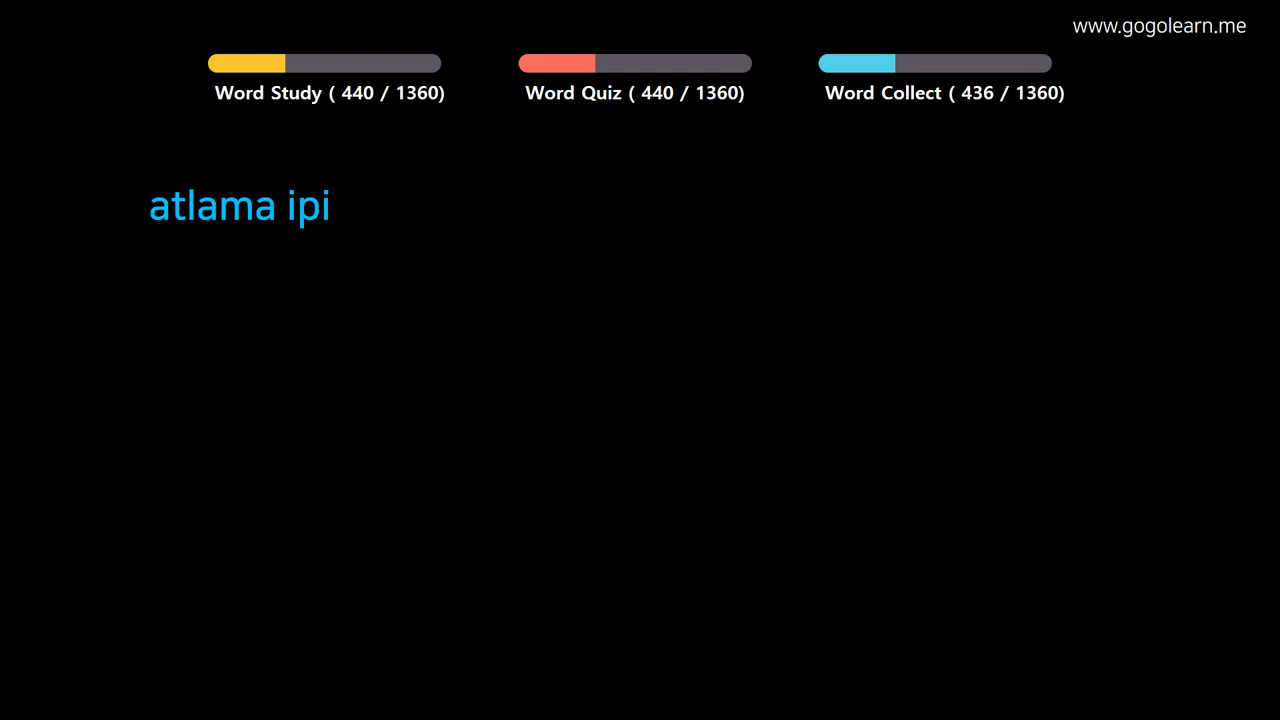 www.gogolearn.me
Word Study ( 440 / 1360)
Word Quiz ( 440 / 1360)
Word Collect ( 436 / 1360)
atlama ipi